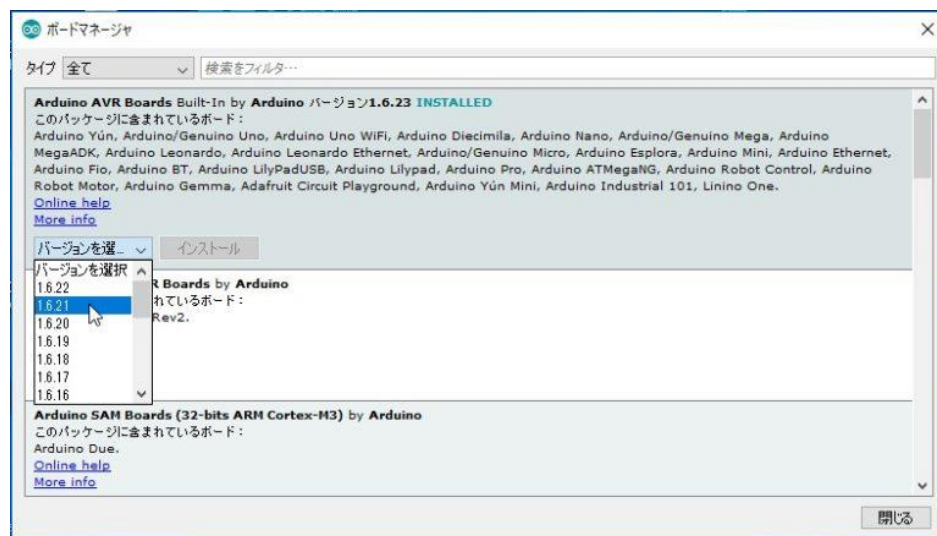 ボードマネージャ
タイプ 全て 検索をフィルタ…
Arduino AVR Boards Built-In by Arduino バージョン1.6.23 INSTALLED
このパッケージに含まれているボード：
Arduino Yún, Arduino/Genuino Uno, Arduino Uno WiFi, Arduino Diecimila, Arduino Nano, Arduino/Genuino Mega, Arduino
MegaADK, Arduino Leonardo, Arduino Leonardo Ethernet, Arduino/Genuino Micro, Arduino Esplora, Arduino Mini, Arduino Ethernet,
Arduino Fio, Arduino BT, Arduino LilyPadUSB, Arduino Lilypad, Arduino Pro, Arduino ATMegaNG, Arduino Robot Control, Arduino
Robot Motor, Arduino Gemma, Adafruit Circuit Playground, Arduino Yún Mini, Arduino Industrial 101, Linino One.
Online help
More info
バージョンを選... インストール
バージョンを選択
1.6.22
1.6.21
1.6.20
1.6.19
1.6.18
1.6.17
1.6.16
R Boards by Arduino
れているボード：
Rev2.
Arduino SAM Boards (32-bits ARM Cortex-M3) by Arduino
このパッケージに含まれているボード：
Arduino Due.
Online help
More info
閉じる